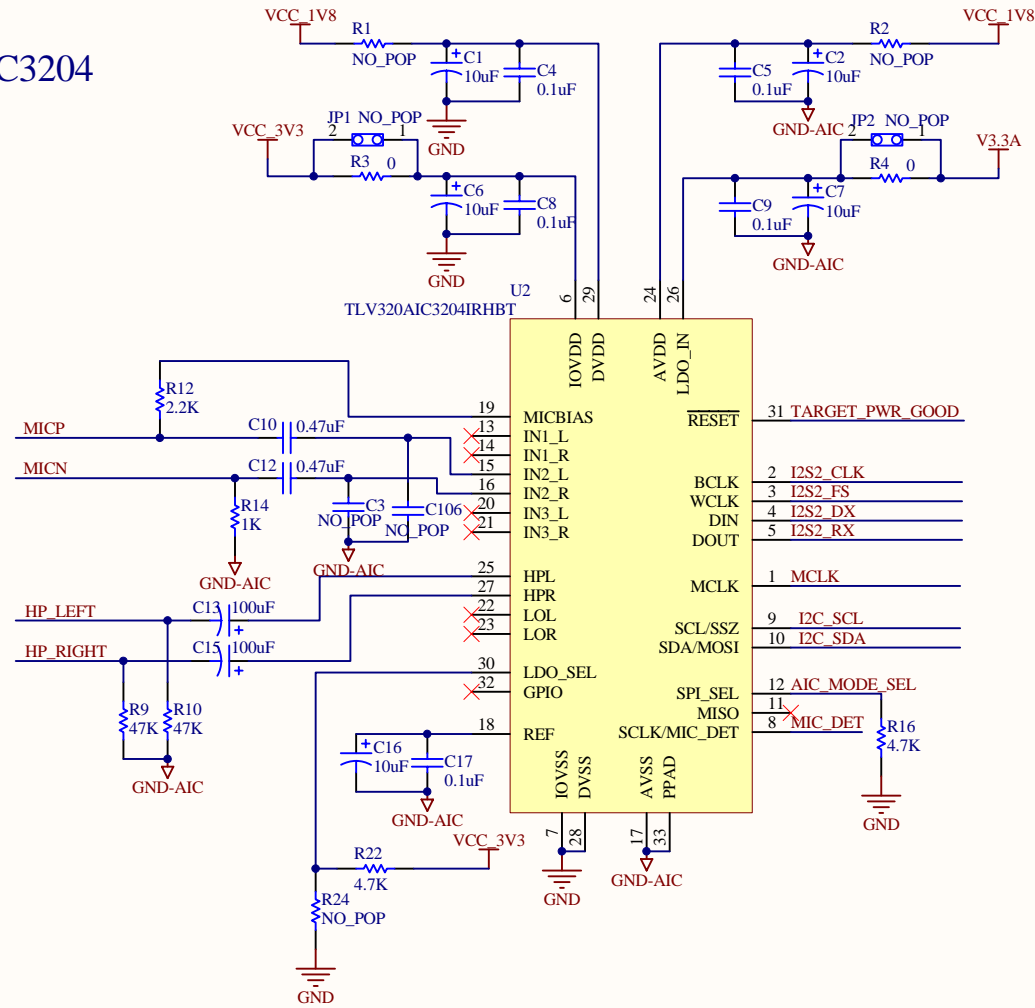 C3204
VCC_1V8
R1
NO_POP
C1
10uF
C4
0.1uF
GND
VCC_3V3
JP1 NO_POP
2 1
R3 0
C6
10uF
C8
0.1uF
GND
VCC_1V8
R2
NO_POP
C5
0.1uF
C2
10uF
GND-AIC
JP2 NO_POP
2 1
V3.3A
R4 0
C9
0.1uF
C7
10uF
GND-AIC
U2
TLV320AIC3204IRHBT
6 29 24 26
IOVDD
DVDD
AVDD
LDO_IN
19 MICBIAS
13 IN1_L
14 IN1_R
15 IN2_L
16 IN2_R
20 IN3_L
21 IN3_R
25 HPL
27 HPR
22 LOL
23 LOR
30 LDO_SEL
32 GPIO
18 REF
RESET 31 TARGET_PWR_GOOD
BCLK 2 I2S2_CLK
WCLK 3 I2S2_FS
DIN 4 I2S2_DX
DOUT 5 I2S2_RX
MCLK 1 MCLK
SCL/SSZ 9 I2C_SCL
SDA/MOSI 10 I2C_SDA
SPI_SEL 12 AIC_MODE_SEL
MISO 11
SCLK/MIC_DET 8 MIC_DET
R16
4.7K
GND
IOVSS
DVSS
AVSS
PPAD
7 28 17 33
GND
GND-AIC
R12
2.2K
MICP
C10 0.47uF
MICN
C12 0.47uF
R14
1K
GND-AIC
C3
NO_POP
C106
NO_POP
GND-AIC
HP_LEFT
C13 100uF
HP_RIGHT
C15 100uF
R9
47K
R10
47K
GND-AIC
C16
10uF
C17
0.1uF
GND-AIC
VCC_3V3
R22
4.7K
R24
NO_POP
GND